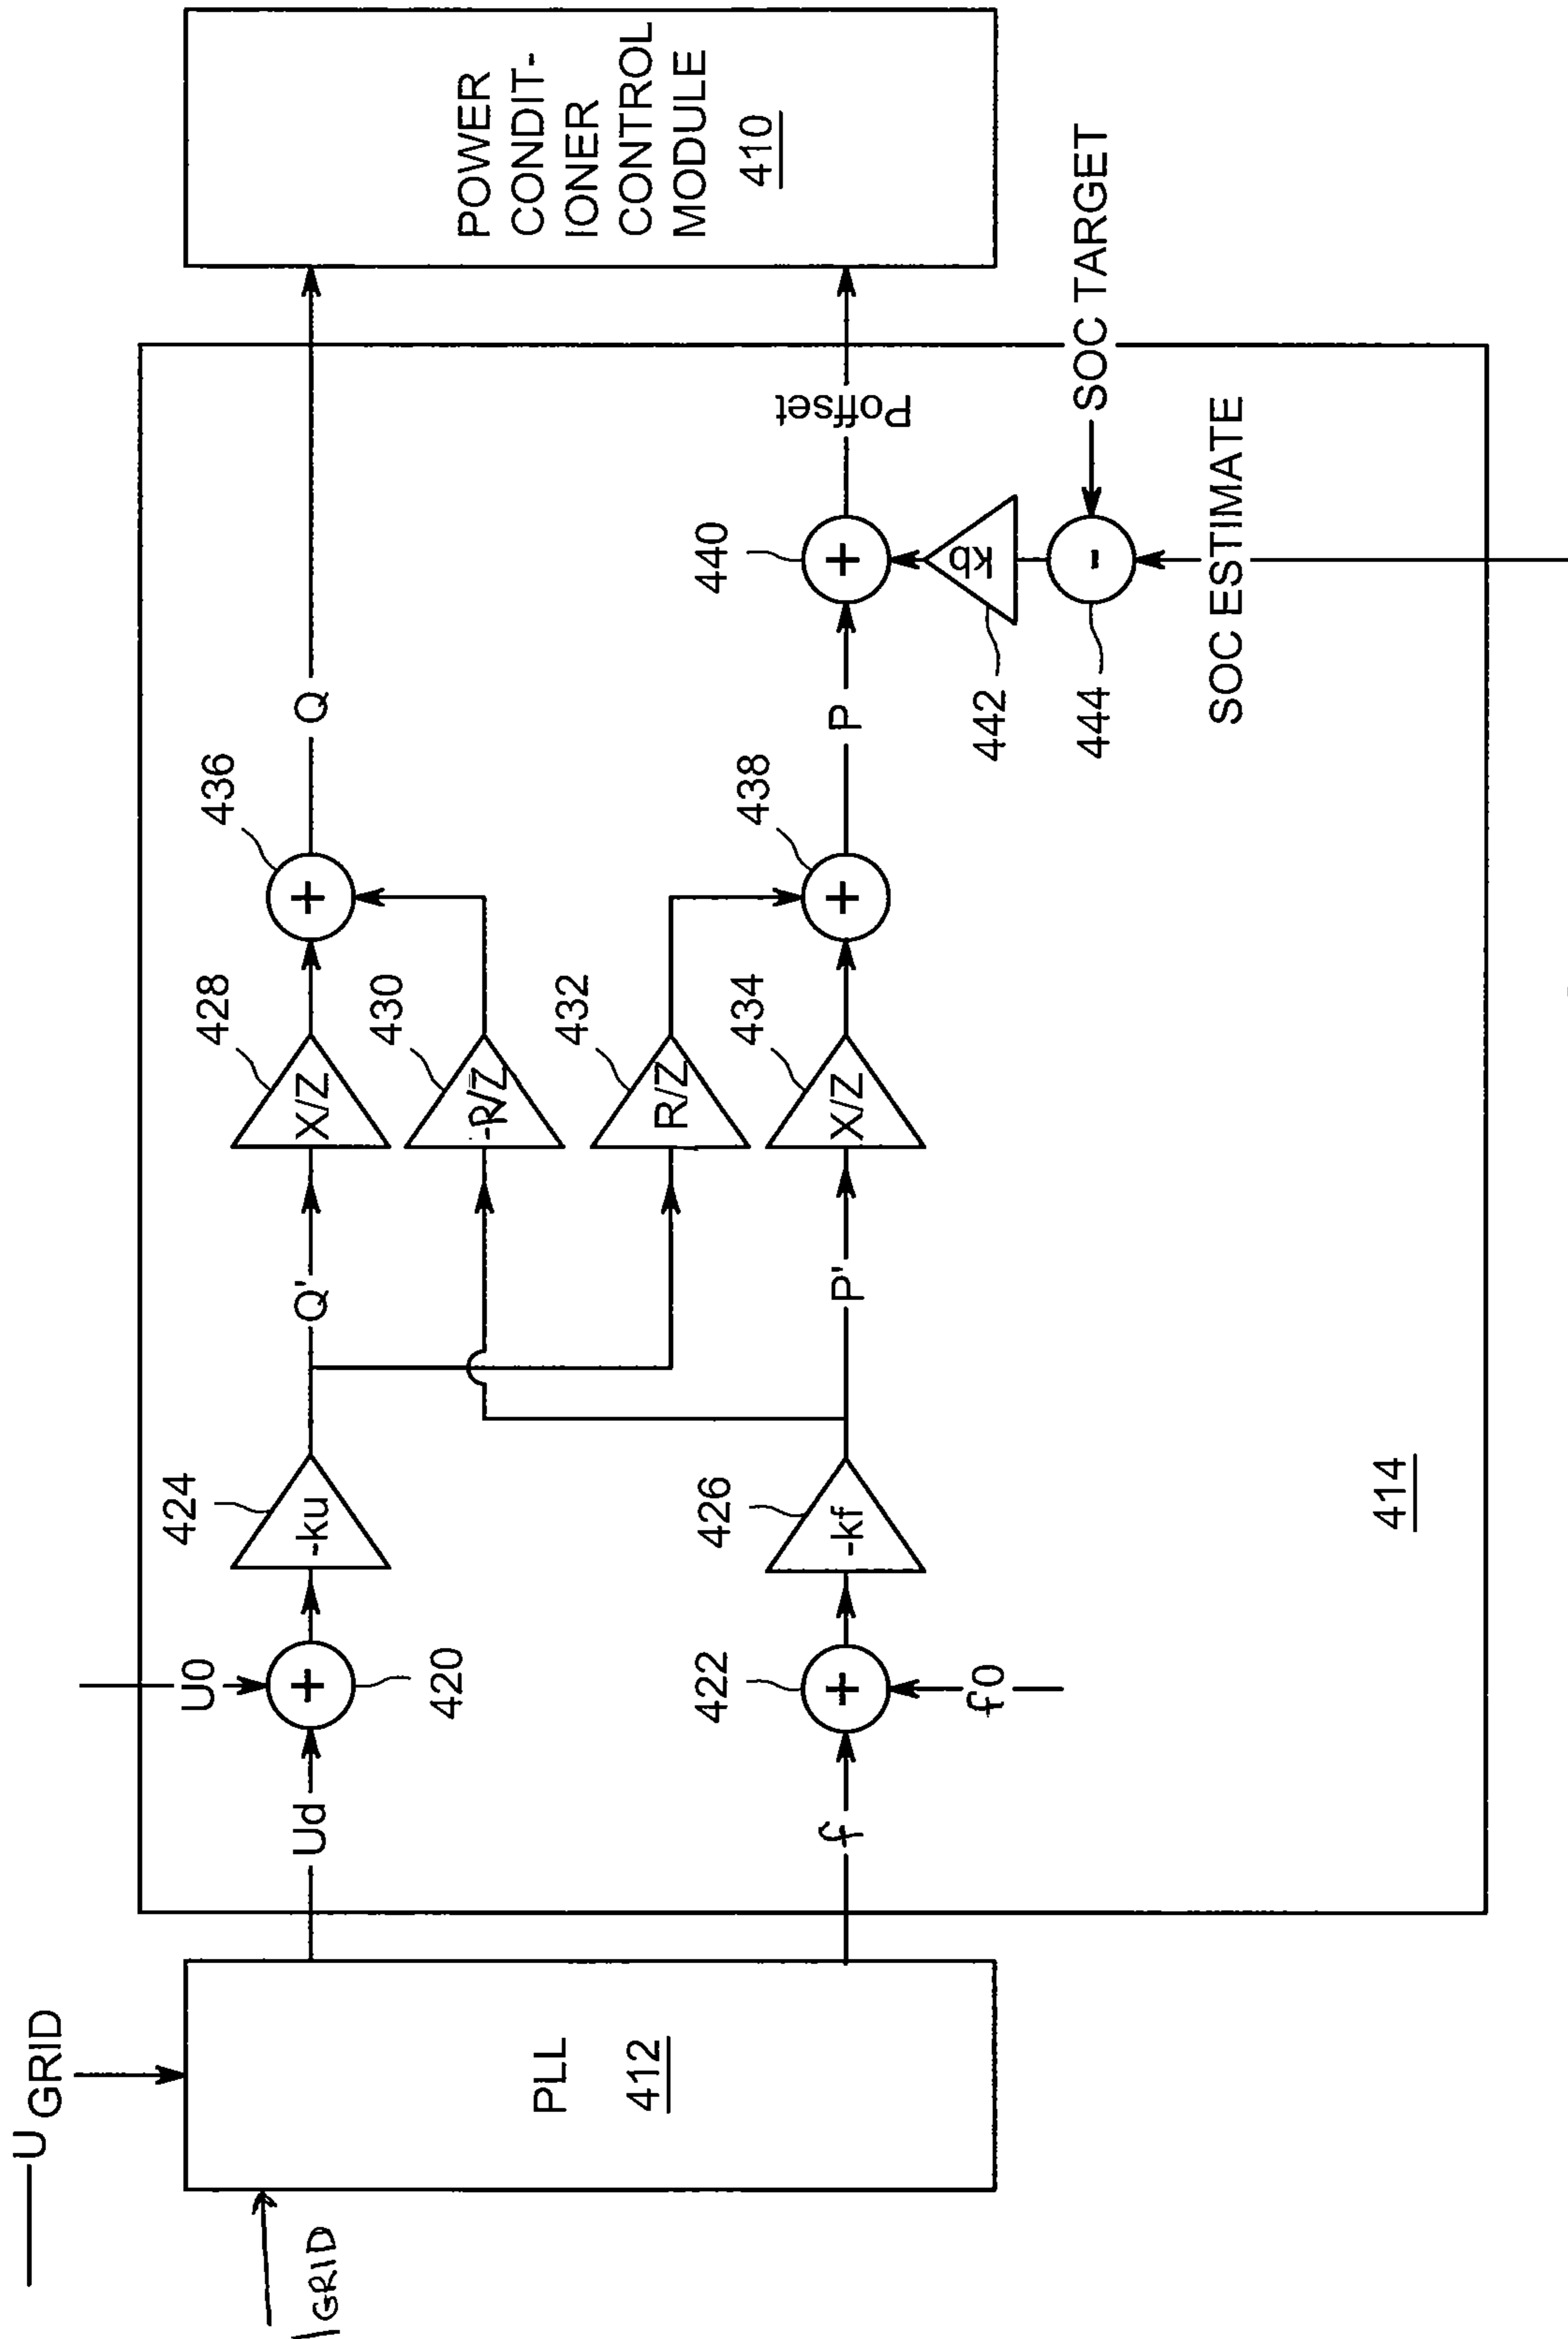 U GRID
I GRID
PLL
412
Ud
f
U0
f0
420
422
424
-ku
426
-kf
Q'
P'
428
X/Z
430
-R/Z
432
R/Z
434
X/Z
436
+
438
+
+
+
Q
P
440
+
442
kb
444
-
Poffset
SOC TARGET
SOC ESTIMATE
414
POWER
CONDIT-
IONER
CONTROL
MODULE
410